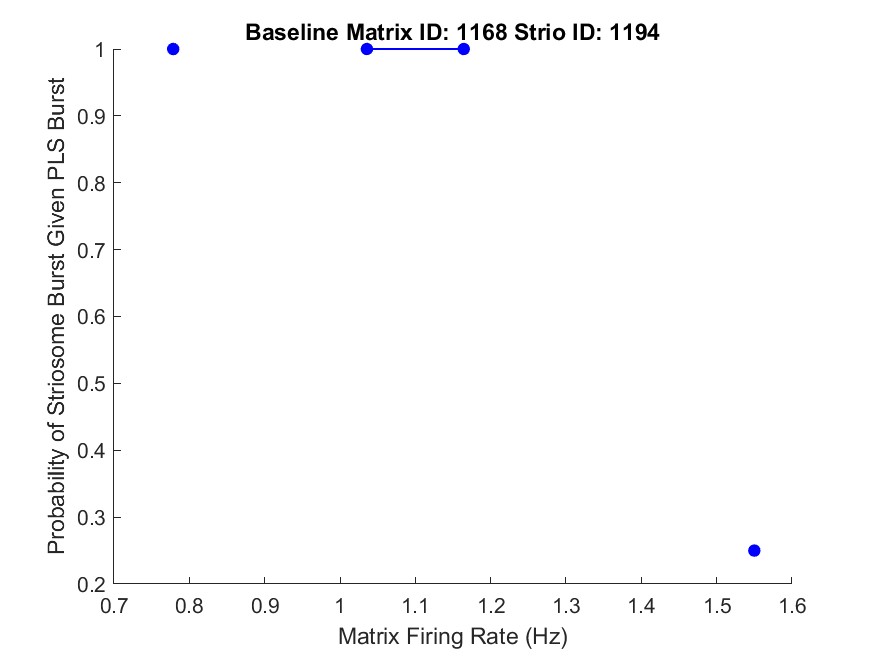 Baseline Matrix ID: 1168 Strio ID: 1194
Probability of Striosome Burst Given PLS Burst
1
0.9
0.8
0.7
0.6
0.5
0.4
0.3
0.2
0.7 0.8 0.9 1 1.1 1.2 1.3 1.4 1.5 1.6
Matrix Firing Rate (Hz)